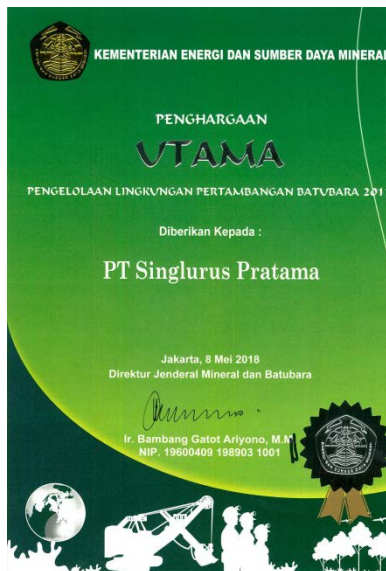 KEMENTERIAN ENERGI DAN SUMBER DAYA MINERAL
PENGHARGAAN
UTAMA
PENGELOLAAN LINGKUNGAN PERTAMBANGAN BATUBARA
Diberikan Kepada :
PT Singlurus Pratama
Jakarta, 8 Mei 2018
Direktur Jenderal Mineral dan Batubara
Ir. Bambang Gatot Ariyono, M.M
NIP. 19600409 198903 1001